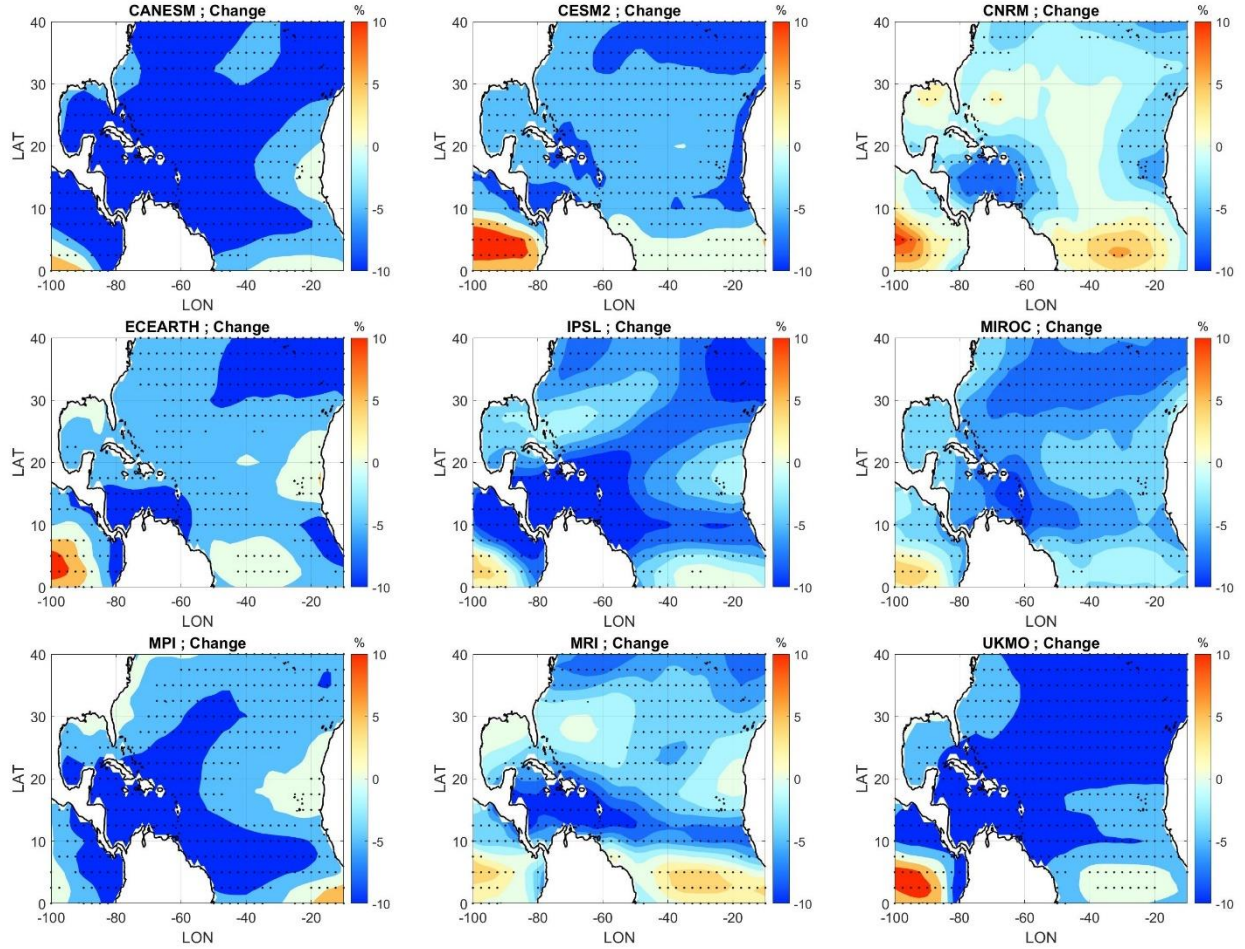 CANESM ; Change
%
40
30
20
10
0
LAT
-100 -80 -60 -40 -20
LON
10
5
0
-5
-10
CESM2 ; Change
%
40
30
20
10
0
LAT
-100 -80 -60 -40 -20
LON
10
5
0
-5
-10
CNRM ; Change
%
40
30
20
10
0
LAT
-100 -80 -60 -40 -20
LON
10
5
0
-5
-10
ECEARTH ; Change
%
40
30
20
10
0
LAT
-100 -80 -60 -40 -20
LON
10
5
0
-5
-10
IPSL ; Change
%
40
30
20
10
0
LAT
-100 -80 -60 -40 -20
LON
10
5
0
-5
-10
MIROC ; Change
%
40
30
20
10
0
LAT
-100 -80 -60 -40 -20
LON
10
5
0
-5
-10
MPI ; Change
%
40
30
20
10
0
LAT
-100 -80 -60 -40 -20
LON
10
5
0
-5
-10
MRI ; Change
%
40
30
20
10
0
LAT
-100 -80 -60 -40 -20
LON
10
5
0
-5
-10
UKMO ; Change
%
40
30
20
10
0
LAT
-100 -80 -60 -40 -20
LON
10
5
0
-5
-10